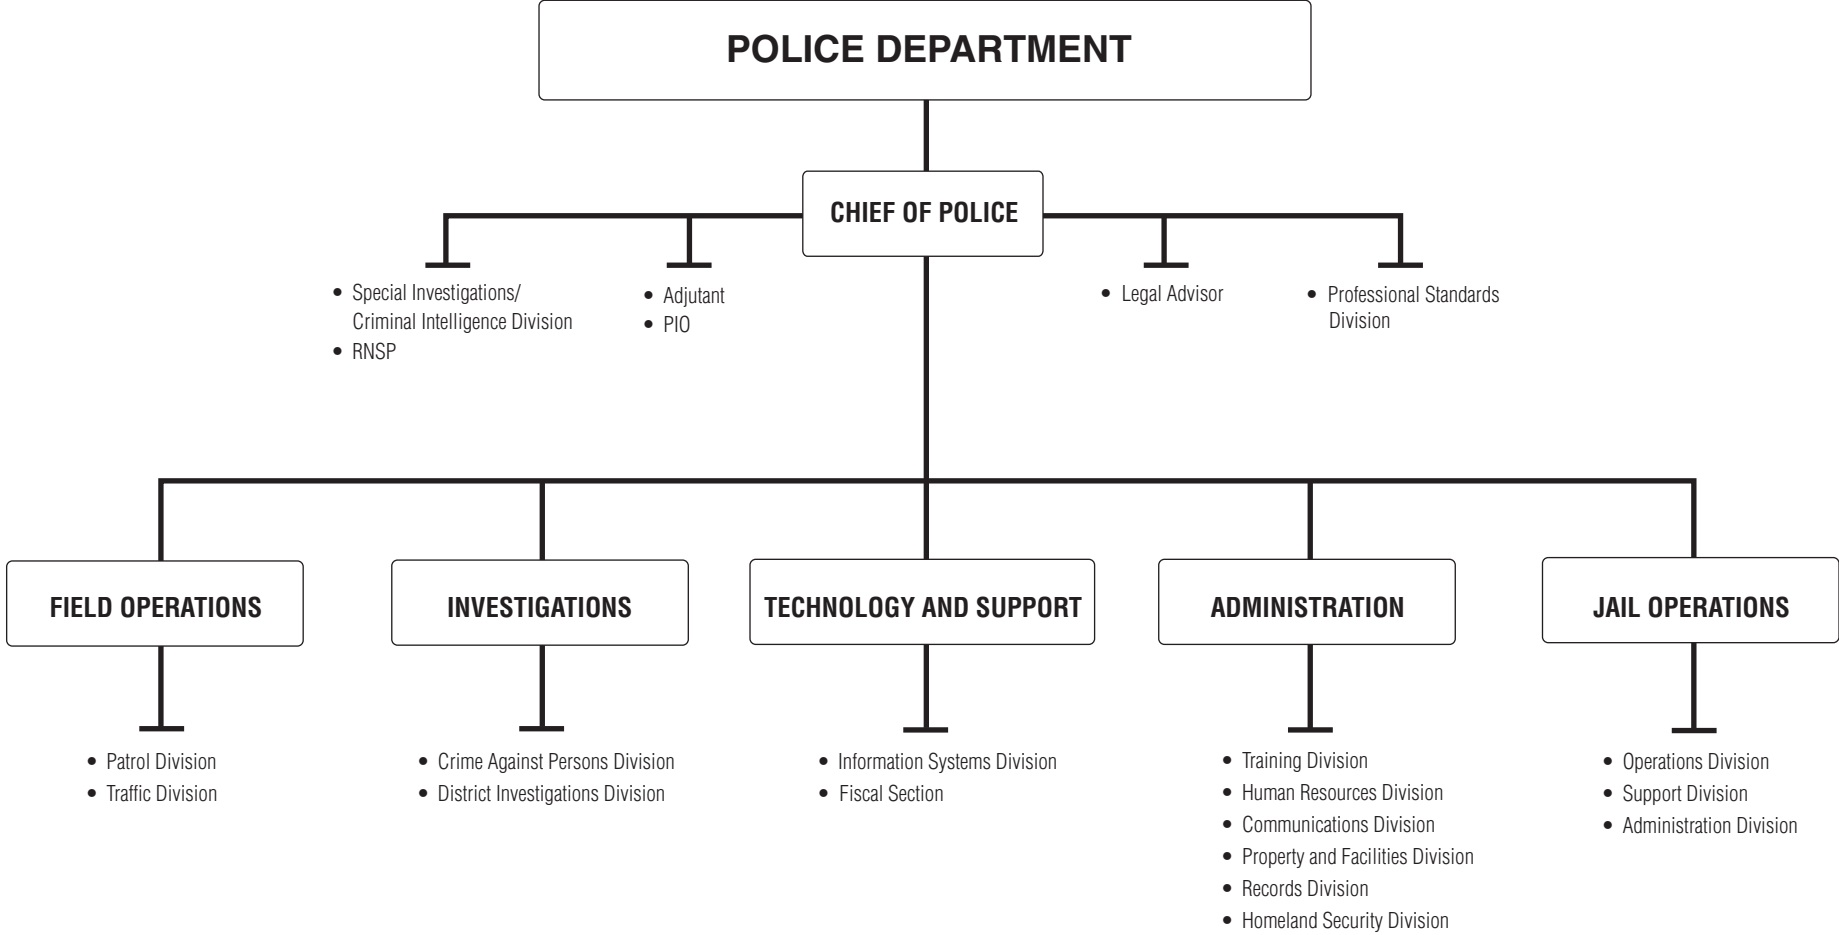 POLICE DEPARTMENT
CHIEF OF POLICE
• Special Investigations/
Criminal Intelligence Division
• RNSP
• Adjutant
• PIO
• Legal Advisor
• Professional Standards
Division
FIELD OPERATIONS
INVESTIGATIONS
TECHNOLOGY AND SUPPORT
ADMINISTRATION
JAIL OPERATIONS
• Patrol Division
• Traffic Division
• Crime Against Persons Division
• District Investigations Division
• Information Systems Division
• Fiscal Section
• Training Division
• Human Resources Division
• Communications Division
• Property and Facilities Division
• Records Division
• Homeland Security Division
• Operations Division
• Support Division
• Administration Division